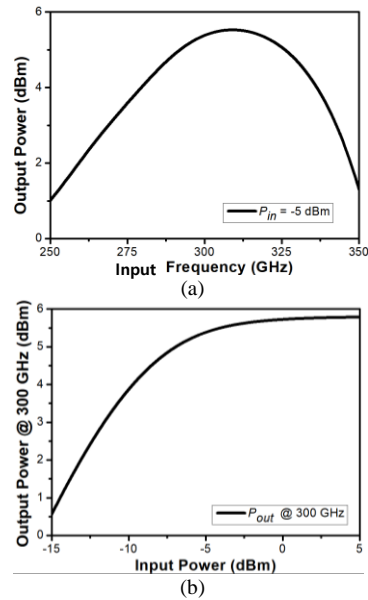 6
4
2
0
Output Power (dBm)
P_in = -5 dBm
250 275 300 325 350
Input Frequency (GHz)
(a)
6
5
4
3
2
1
0
Output Power @ 300 GHz (dBm)
P_out @ 300 GHz
-15 -10 -5 0 5
Input Power (dBm)
(b)